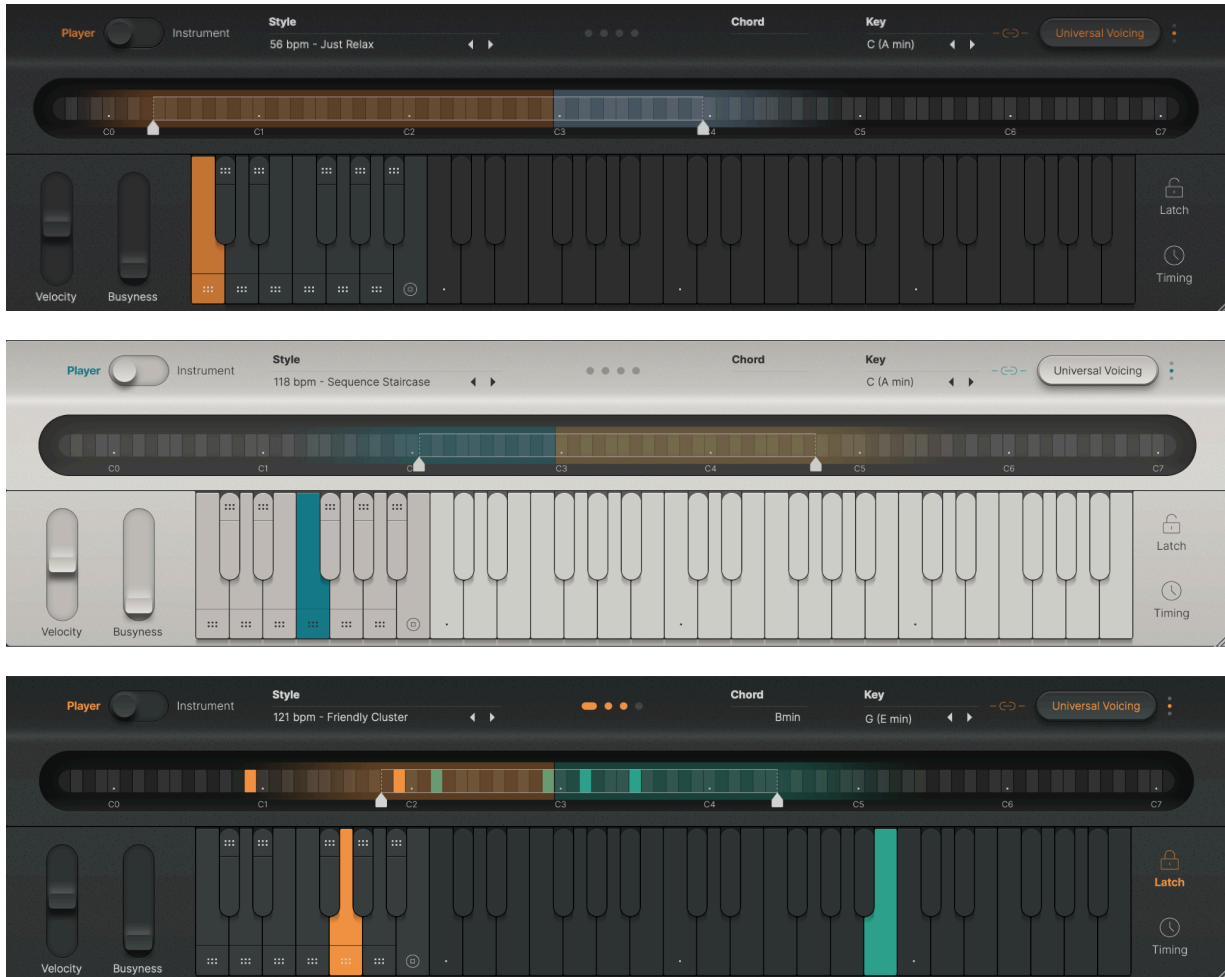 Style Chord Key
Player Instrument 56 bpm - Just Relax C (A min) Universal Voicing
C0 C1 C2 C3 C4 C5 C6 C7
Latch
Timing
Velocity Busyness
Style Chord Key
Player Instrument 118 bpm - Sequence Staircase C (A min) Universal Voicing
C0 C1 C C3 C4 C5 C6 C7
Latch
Timing
Velocity Busyness
Style Chord Key
Player Instrument 121 bpm - Friendly Cluster Bmin G (E min) Universal Voicing
C0 C1 C2 C3 C4 C5 C6 C7
Latch
Timing
Velocity Busyness